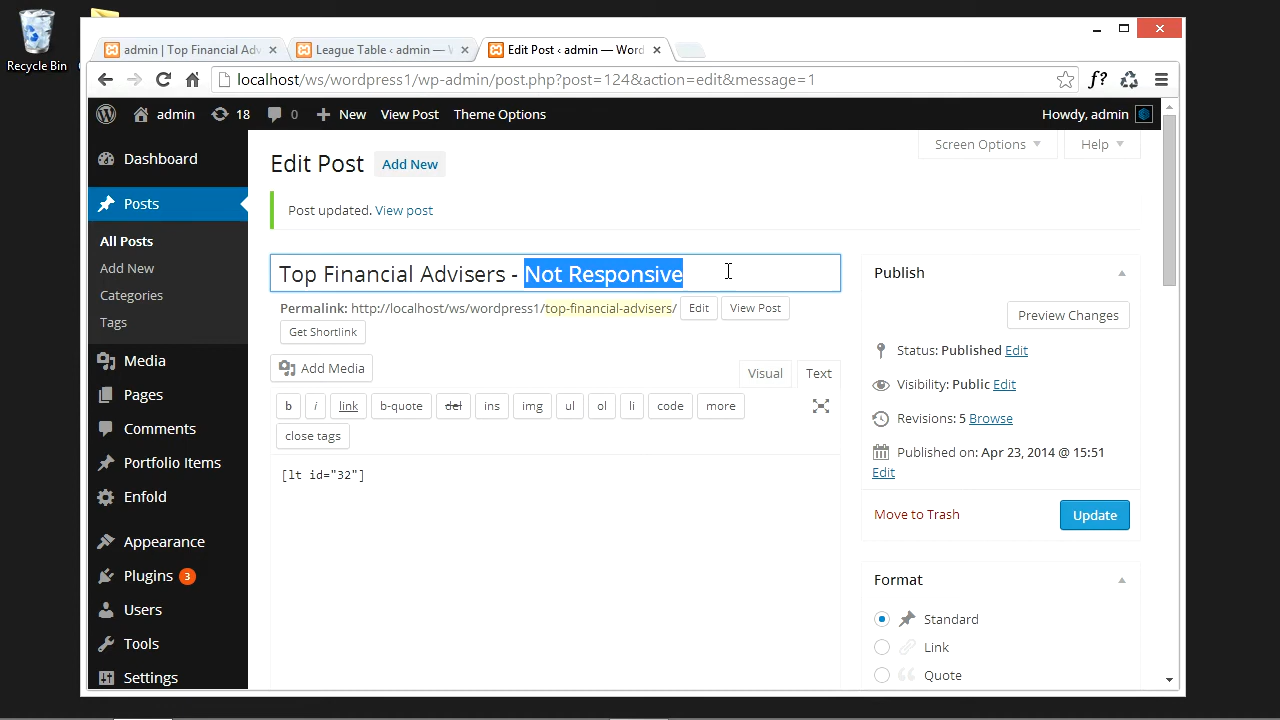 Recycle Bin
admin | Top Financial Adv
League Table ‹ admin — W
Edit Post ‹ admin — Word
localhost/ws/wordpress1/wp-admin/post.php?post=124&action=edit&message=1
f?
admin
18
0
New
View Post
Theme Options
Howdy, admin
Dashboard
Posts
All Posts
Add New
Categories
Tags
Media
Pages
Comments
Portfolio Items
Enfold
Appearance
Plugins 3
Users
Tools
Settings
Edit Post Add New
Screen Options
Help
Post updated. View post
Top Financial Advisers - Not Responsive
Permalink: http://localhost/ws/wordpress1/top-financial-advisers/ Edit View Post
Get Shortlink
Add Media
Visual Text
b i link b-quote del ins img ul ol li code more
close tags
[lt id="32"]
Publish
Preview Changes
Status: Published Edit
Visibility: Public Edit
Revisions: 5 Browse
Published on: Apr 23, 2014 @ 15:51
Edit
Move to Trash
Update
Format
Standard
Link
Quote